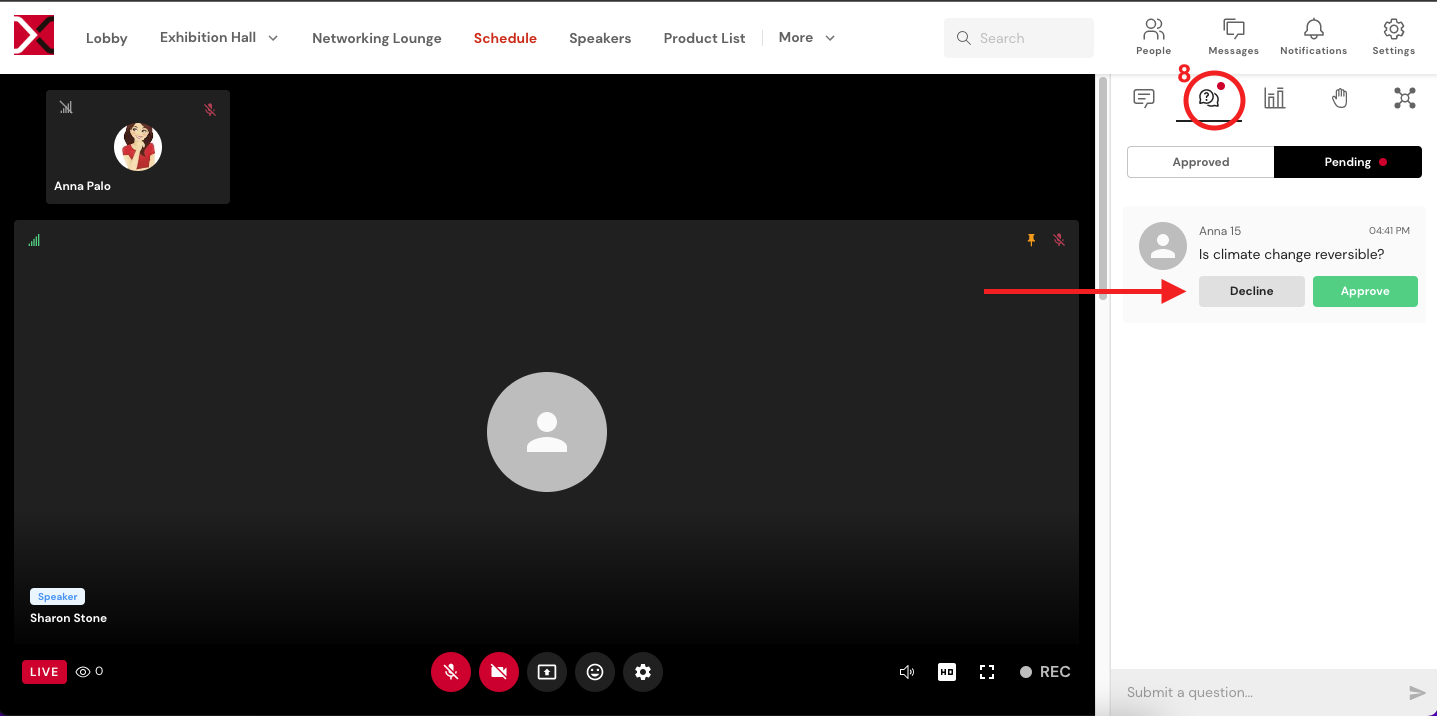 Lobby
Exhibition Hall
Networking Lounge
Schedule
Speakers
Product List
More
Search
People
Messages
Notifications
Settings
8
Anna Palo
Approved
Pending
Anna 15
04:41 PM
Is climate change reversible?
Decline
Approve
Speaker
Sharon Stone
LIVE
0
HD
REC
Submit a question...